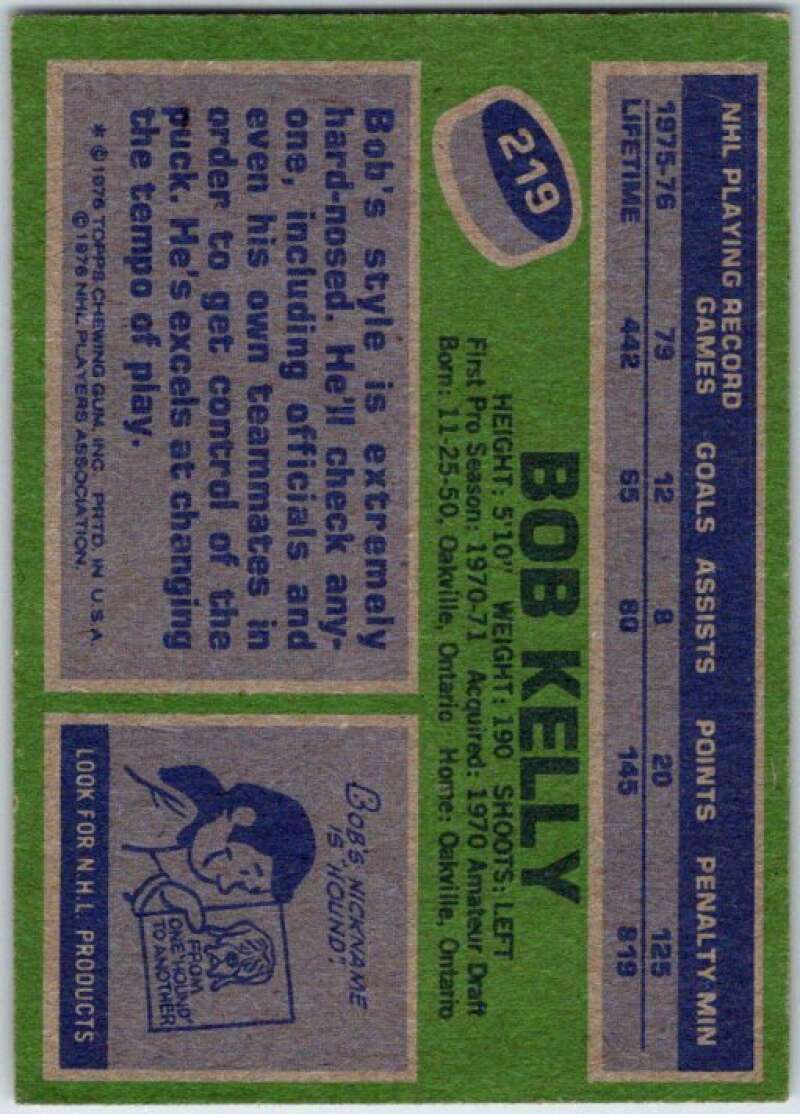 NHL PLAYING RECORD
GAMES GOALS ASSISTS POINTS PENALTY MIN
1975-76 79 12 8 20 125
LIFETIME 442 65 80 145 819
219
BOB KELLY
HEIGHT: 5'10" WEIGHT: 190 SHOOTS: LEFT
First Pro Season: 1970-71 Acquired: 1970 Amateur Draft
Born: 11-25-50, Oakville, Ontario Home: Oakville, Ontario
Bob's style is extremely
hard-nosed. He'll check any-
one, including officials and
even his own teammates in
order to get control of the
puck. He's excels at changing
the tempo of play.
* © 1976 TOPPS CHEWING GUM, INC. PRTD. IN U.S.A.
© 1976 NHL PLAYERS ASSOCIATION.
BOB'S NICKNAME
IS 'HOUND'.
FROM
ONE 'HOUND'
TO ANOTHER
LOOK FOR N.H.L. PRODUCTS